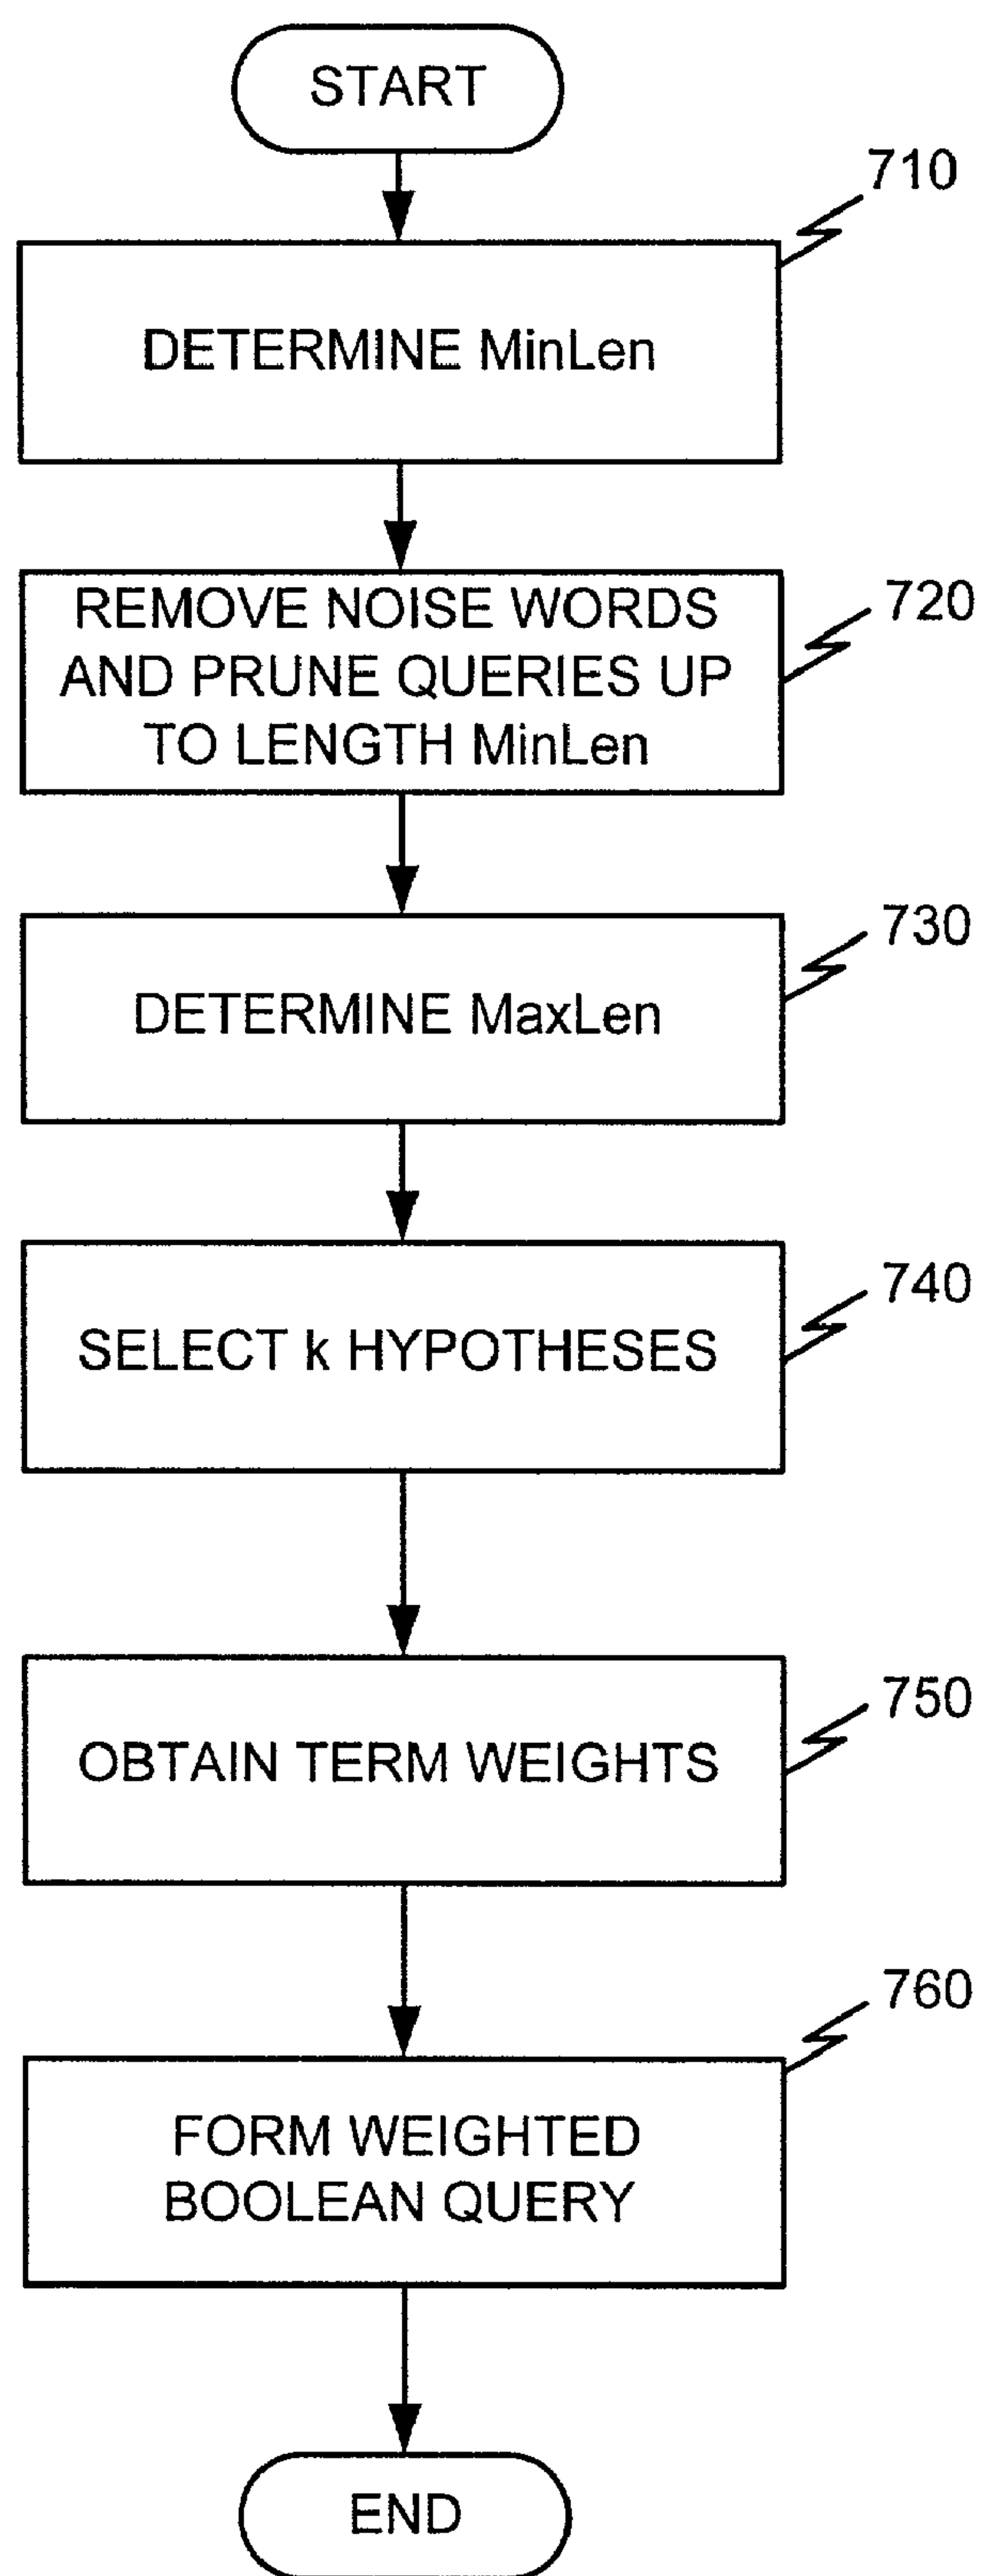 START
710
DETERMINE MinLen
720
REMOVE NOISE WORDS
AND PRUNE QUERIES UP
TO LENGTH MinLen
730
DETERMINE MaxLen
740
SELECT k HYPOTHESES
750
OBTAIN TERM WEIGHTS
760
FORM WEIGHTED
BOOLEAN QUERY
END